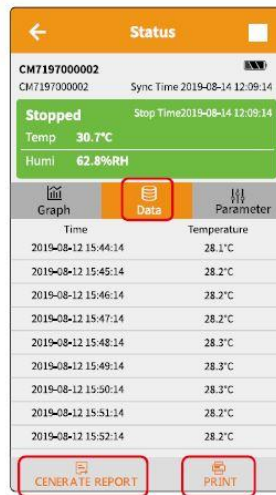 Status
CM7197000002
CM7197000002 Sync Time 2019-08-14 12:09:14
Stopped Stop Time2019-08-14 12:09:14
Temp 30.7°C
Humi 62.8%RH
Graph Data Parameter
Time Temperature
2019-08-12 15:44:14 28.1°C
2019-08-12 15:45:14 28.2°C
2019-08-12 15:46:14 28.2°C
2019-08-12 15:47:14 28.2°C
2019-08-12 15:48:14 28.3°C
2019-08-12 15:49:14 28.3°C
2019-08-12 15:50:14 28.3°C
2019-08-12 15:51:14 28.2°C
2019-08-12 15:52:14 28.2°C
CENERATE REPORT PRINT